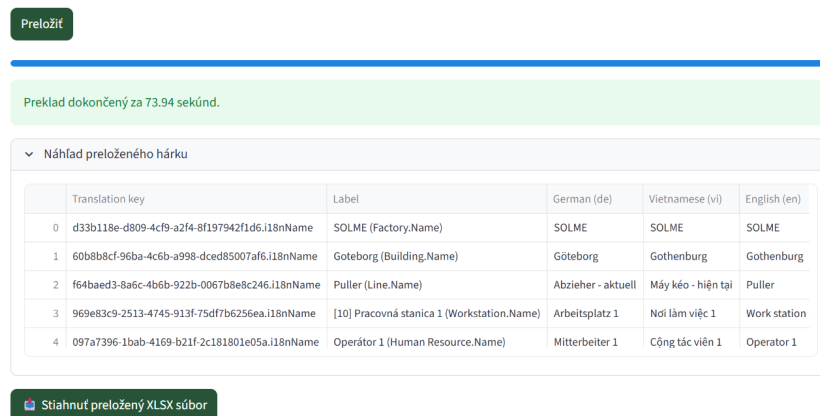 Preložiť
Preklad dokončený za 73.94 sekúnd.
Náhľad preloženého hárku
Translation key Label German (de) Vietnamese (vi) English (en)
0 d33b118e-d809-4cf9-a2f4-8f197942f1d6.i18nName SOLME (Factory.Name) SOLME SOLME SOLME
1 60b8b8cf-96ba-4c6b-a998-dced85007af6.i18nName Goteborg (Building.Name) Göteborg Gothenburg Gothenburg
2 f64baed3-8a6c-4b6b-922b-0067b8e8c246.i18nName Puller (Line.Name) Abzieher - aktuell Máy kéo - hiện tại Puller
3 969e83c9-2513-4745-913f-75df7b6256ea.i18nName [10] Pracovná stanica 1 (Workstation.Name) Arbeitsplatz 1 Nơi làm việc 1 Work station
4 097a7396-1bab-4169-b21f-2c181801e05a.i18nName Operátor 1 (Human Resource.Name) Mitterbeiter 1 Cộng tác viên 1 Operator 1
Stiahnuť preložený XLSX súbor